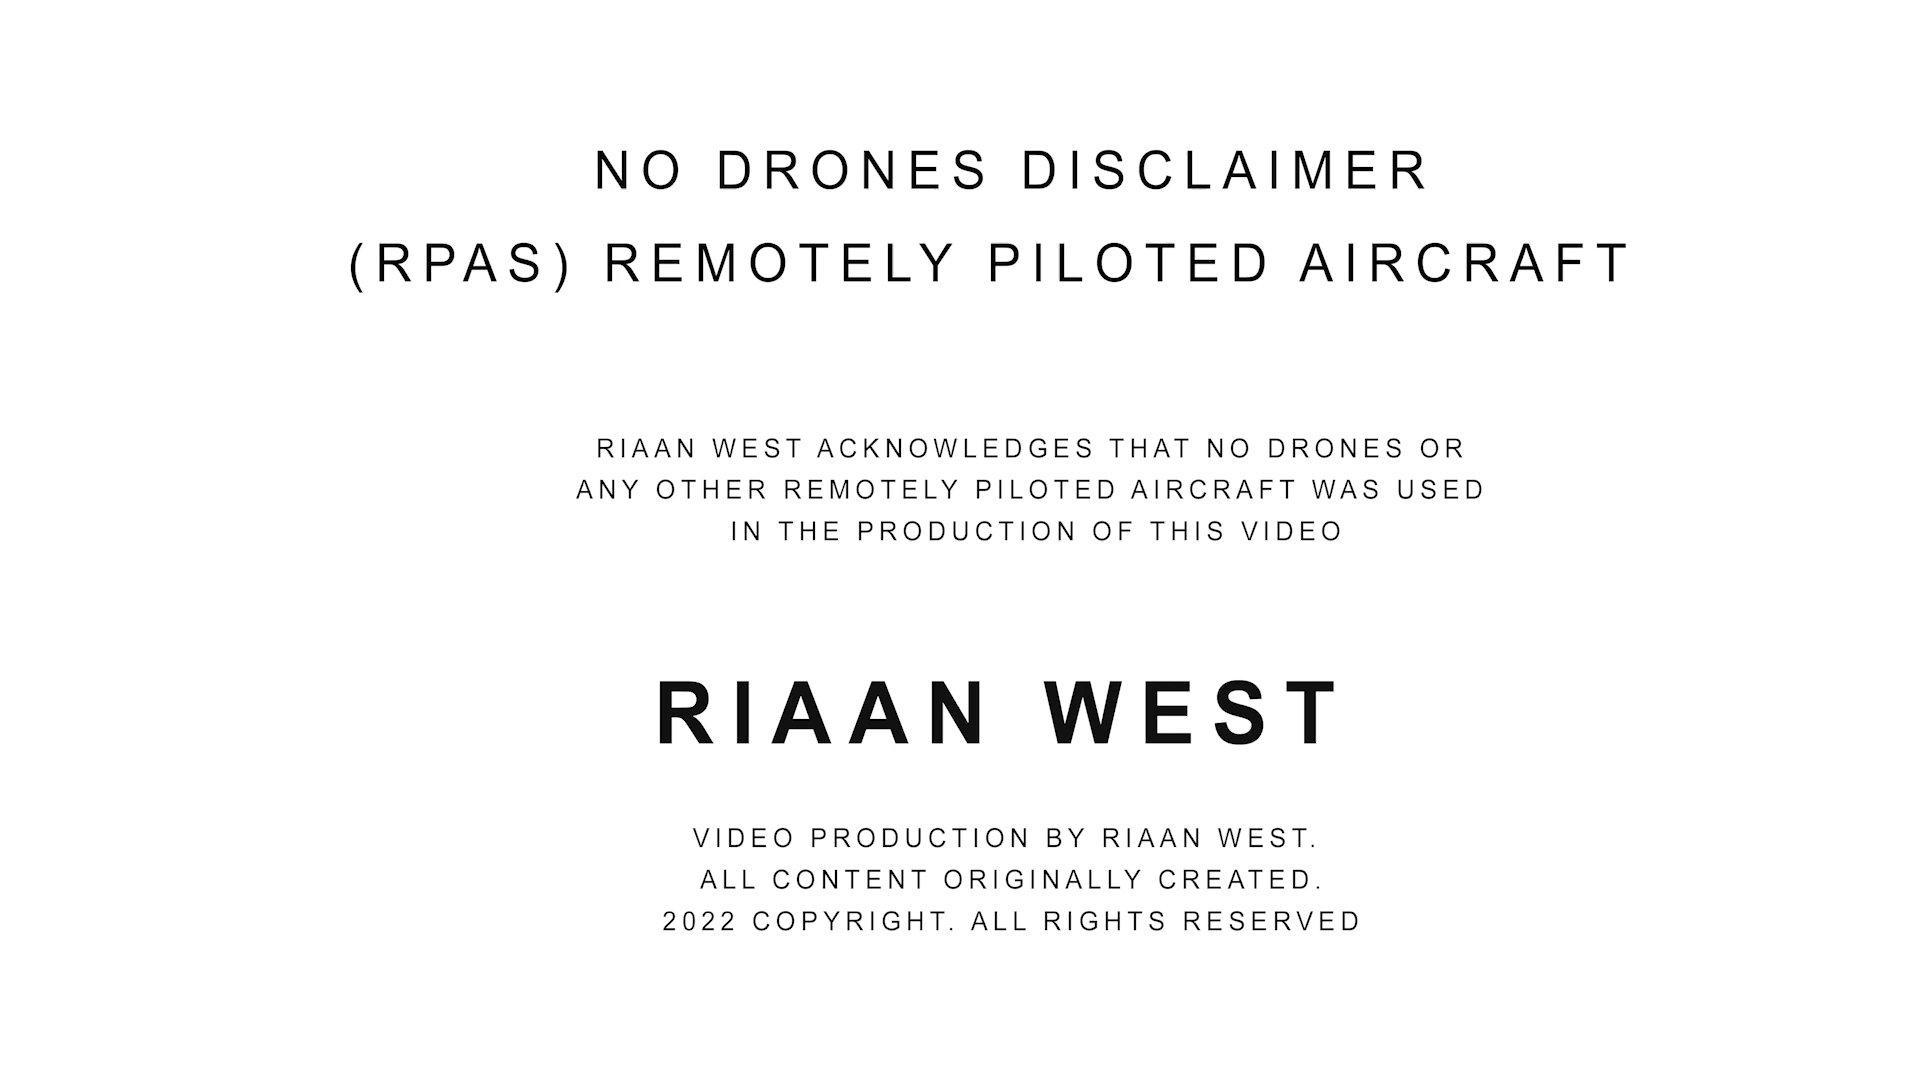 NO DRONES DISCLAIMER
(RPAS) REMOTELY PILOTED AIRCRAFT
RIAAN WEST ACKNOWLEDGES THAT NO DRONES OR
ANY OTHER REMOTELY PILOTED AIRCRAFT WAS USED
IN THE PRODUCTION OF THIS VIDEO
RIAAN WEST
VIDEO PRODUCTION BY RIAAN WEST.
ALL CONTENT ORIGINALLY CREATED.
2022 COPYRIGHT. ALL RIGHTS RESERVED